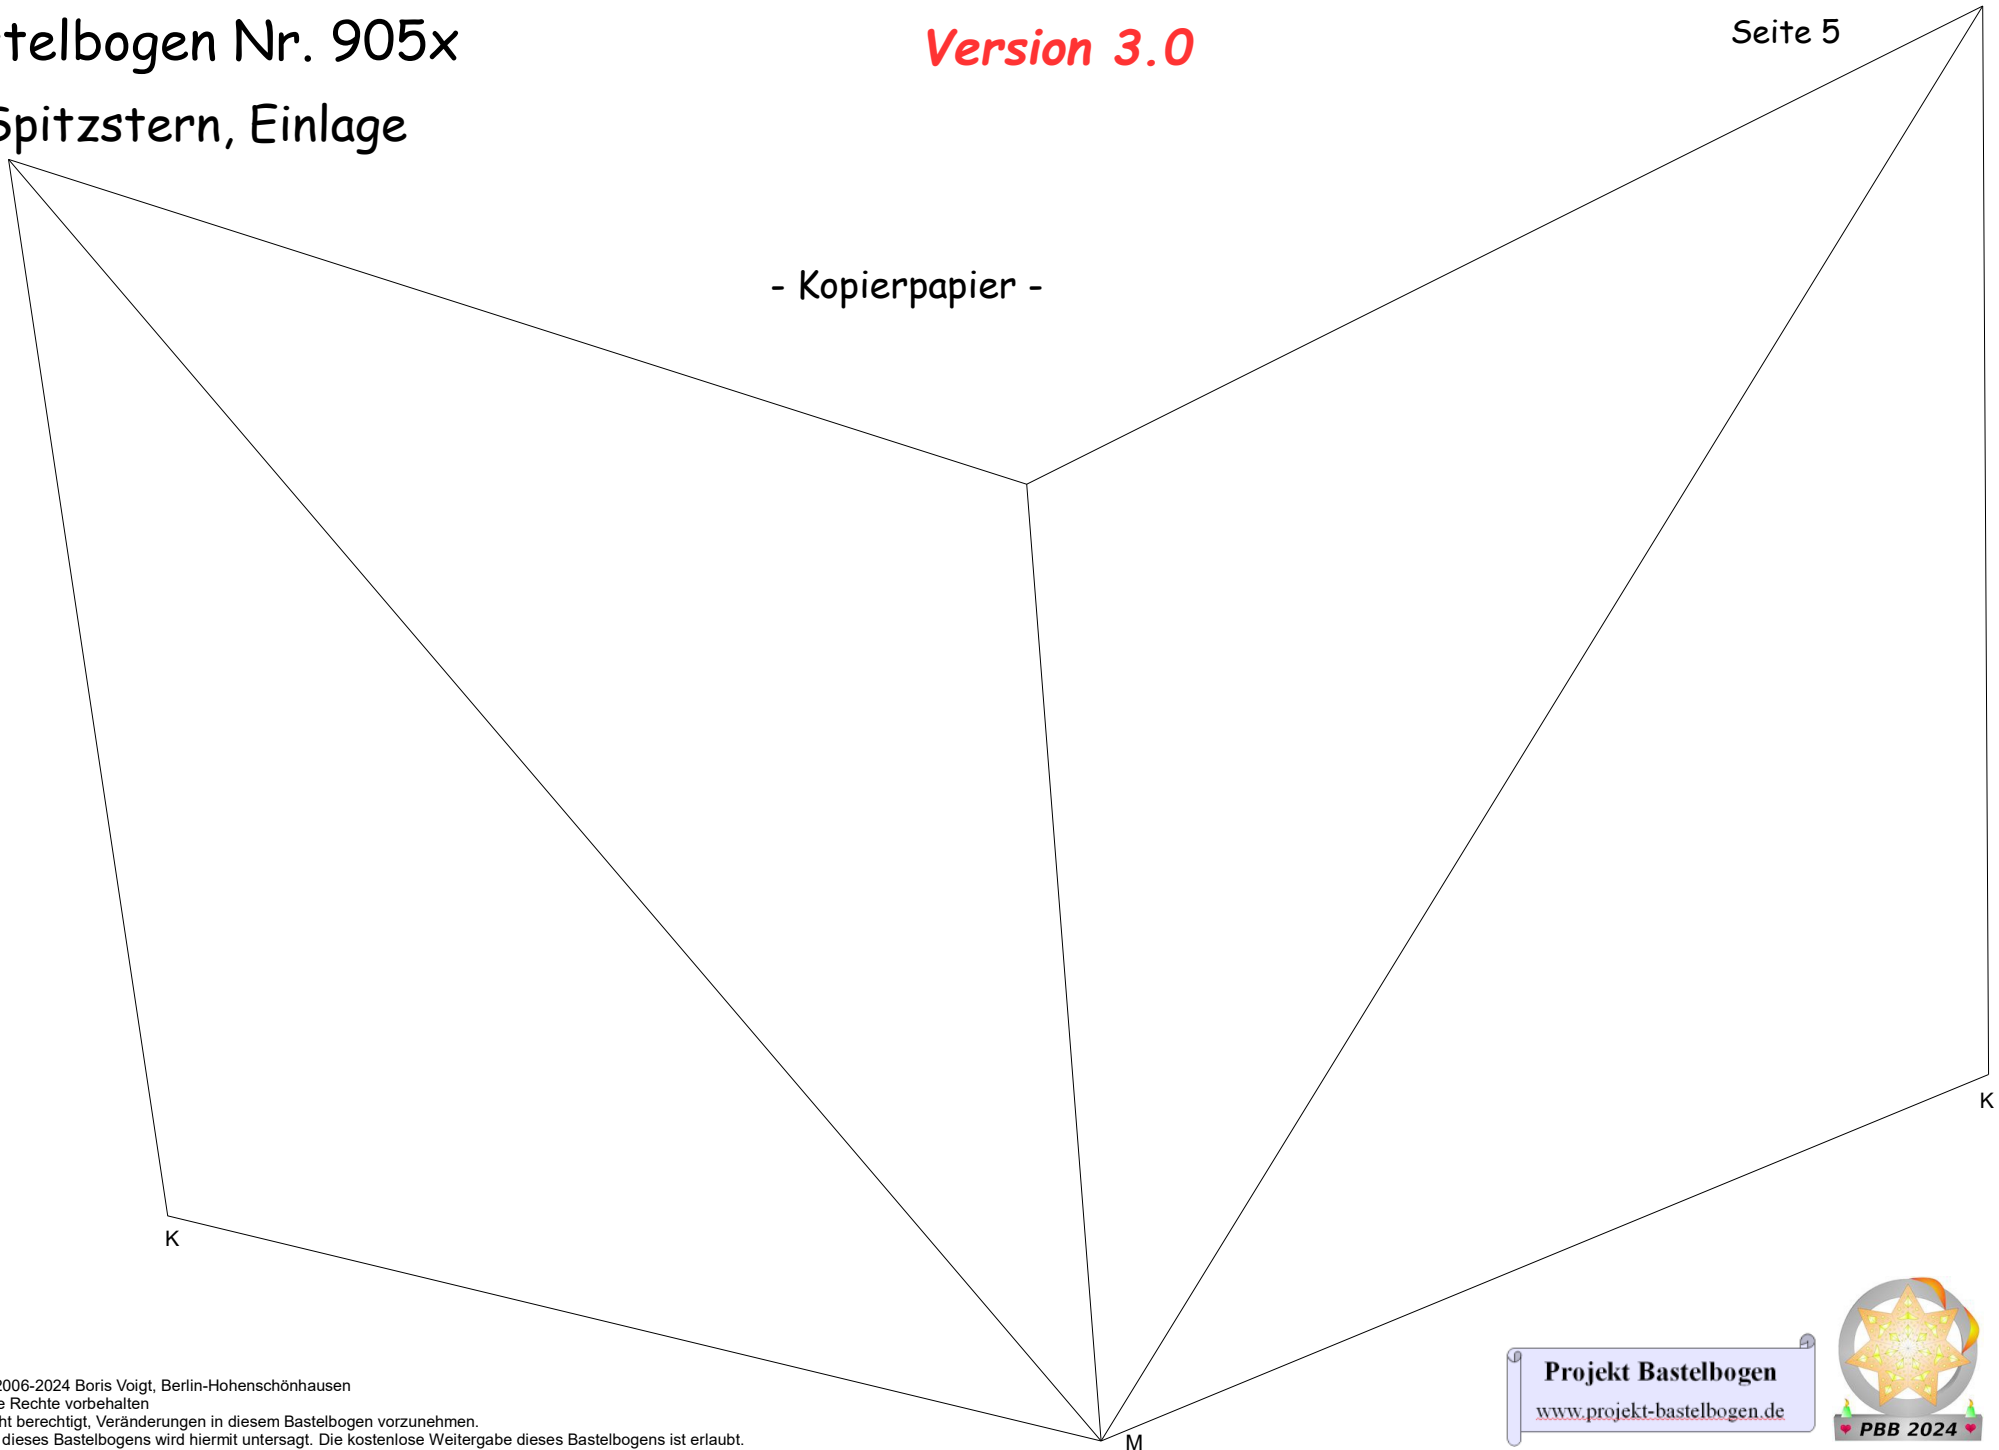 telbogen Nr. 905x
Version 3.0
Seite 5
Spitzstern, Einlage
- Kopierpapier -
K
K
2006-2024 Boris Voigt, Berlin-Hohenschönhausen
e Rechte vorbehalten
ht berechtigt, Veränderungen in diesem Bastelbogen vorzunehmen.
dieses Bastelbogens wird hiermit untersagt. Die kostenlose Weitergabe dieses Bastelbogens ist erlaubt.
M
Projekt Bastelbogen
www.projekt-bastelbogen.de
PBB 2024